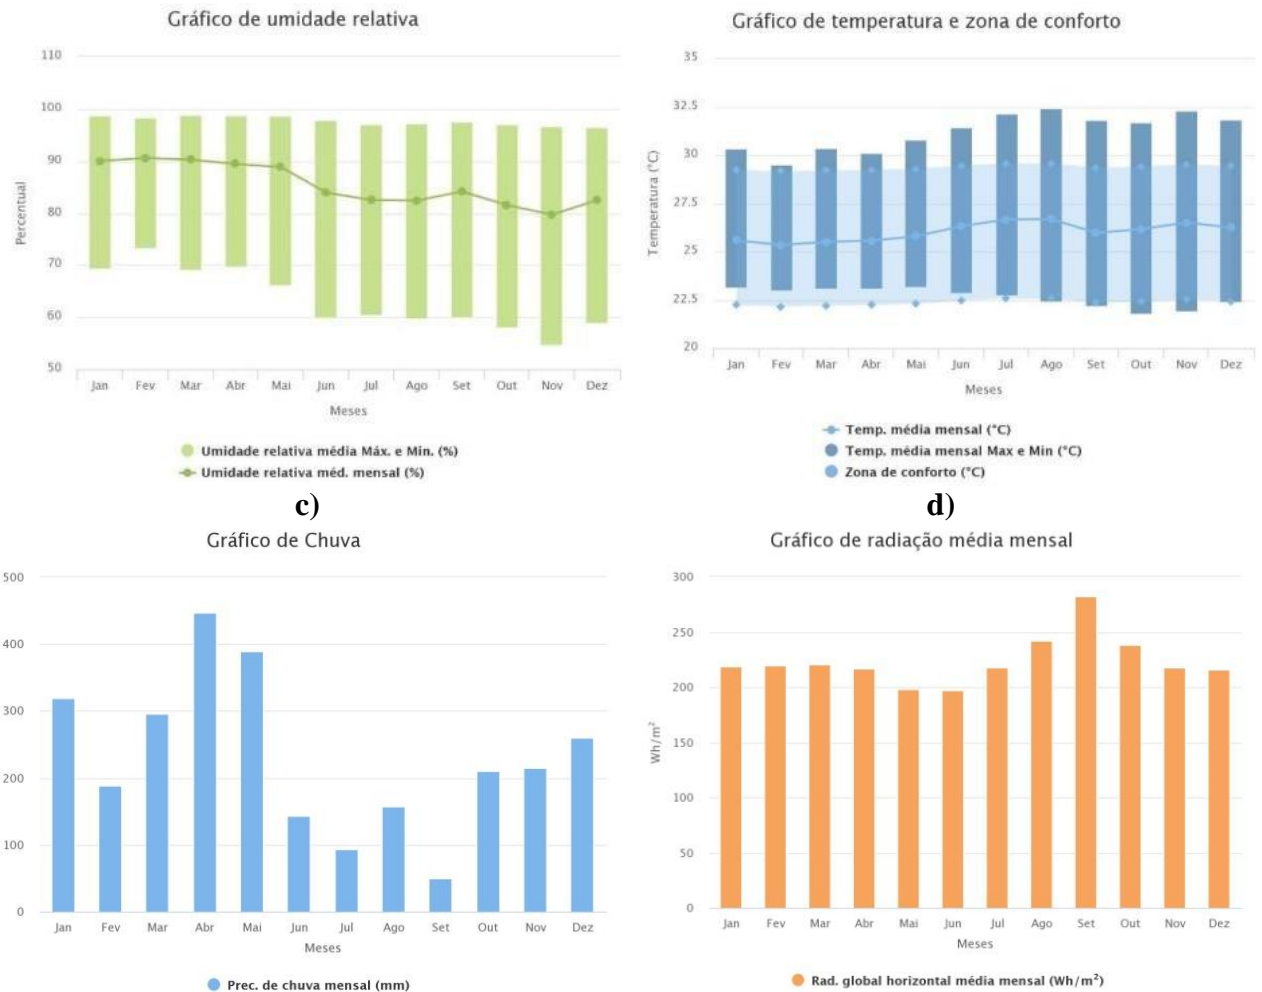 Gráfico de umidade relativa
110
100
90
80
70
60
50
Percentual
Jan Fev Mar Abr Mai Jun Jul Ago Set Out Nov Dez
Meses
Umidade relativa média Máx. e Min. (%)
Umidade relativa méd. mensal (%)
Gráfico de temperatura e zona de conforto
35
32.5
30
27.5
25
22.5
20
Temperatura (°C)
Jan Fev Mar Abr Mai Jun Jul Ago Set Out Nov Dez
Meses
Temp. média mensal (°C)
Temp. média mensal Max e Min (°C)
Zona de conforto (°C)
c)
d)
Gráfico de Chuva
500
400
300
200
100
0
Jan Fev Mar Abr Mai Jun Jul Ago Set Out Nov Dez
Meses
Prec. de chuva mensal (mm)
Gráfico de radiação média mensal
300
250
200
150
100
50
0
Wh/m²
Jan Fev Mar Abr Mai Jun Jul Ago Set Out Nov Dez
Meses
Rad. global horizontal média mensal (Wh/m²)